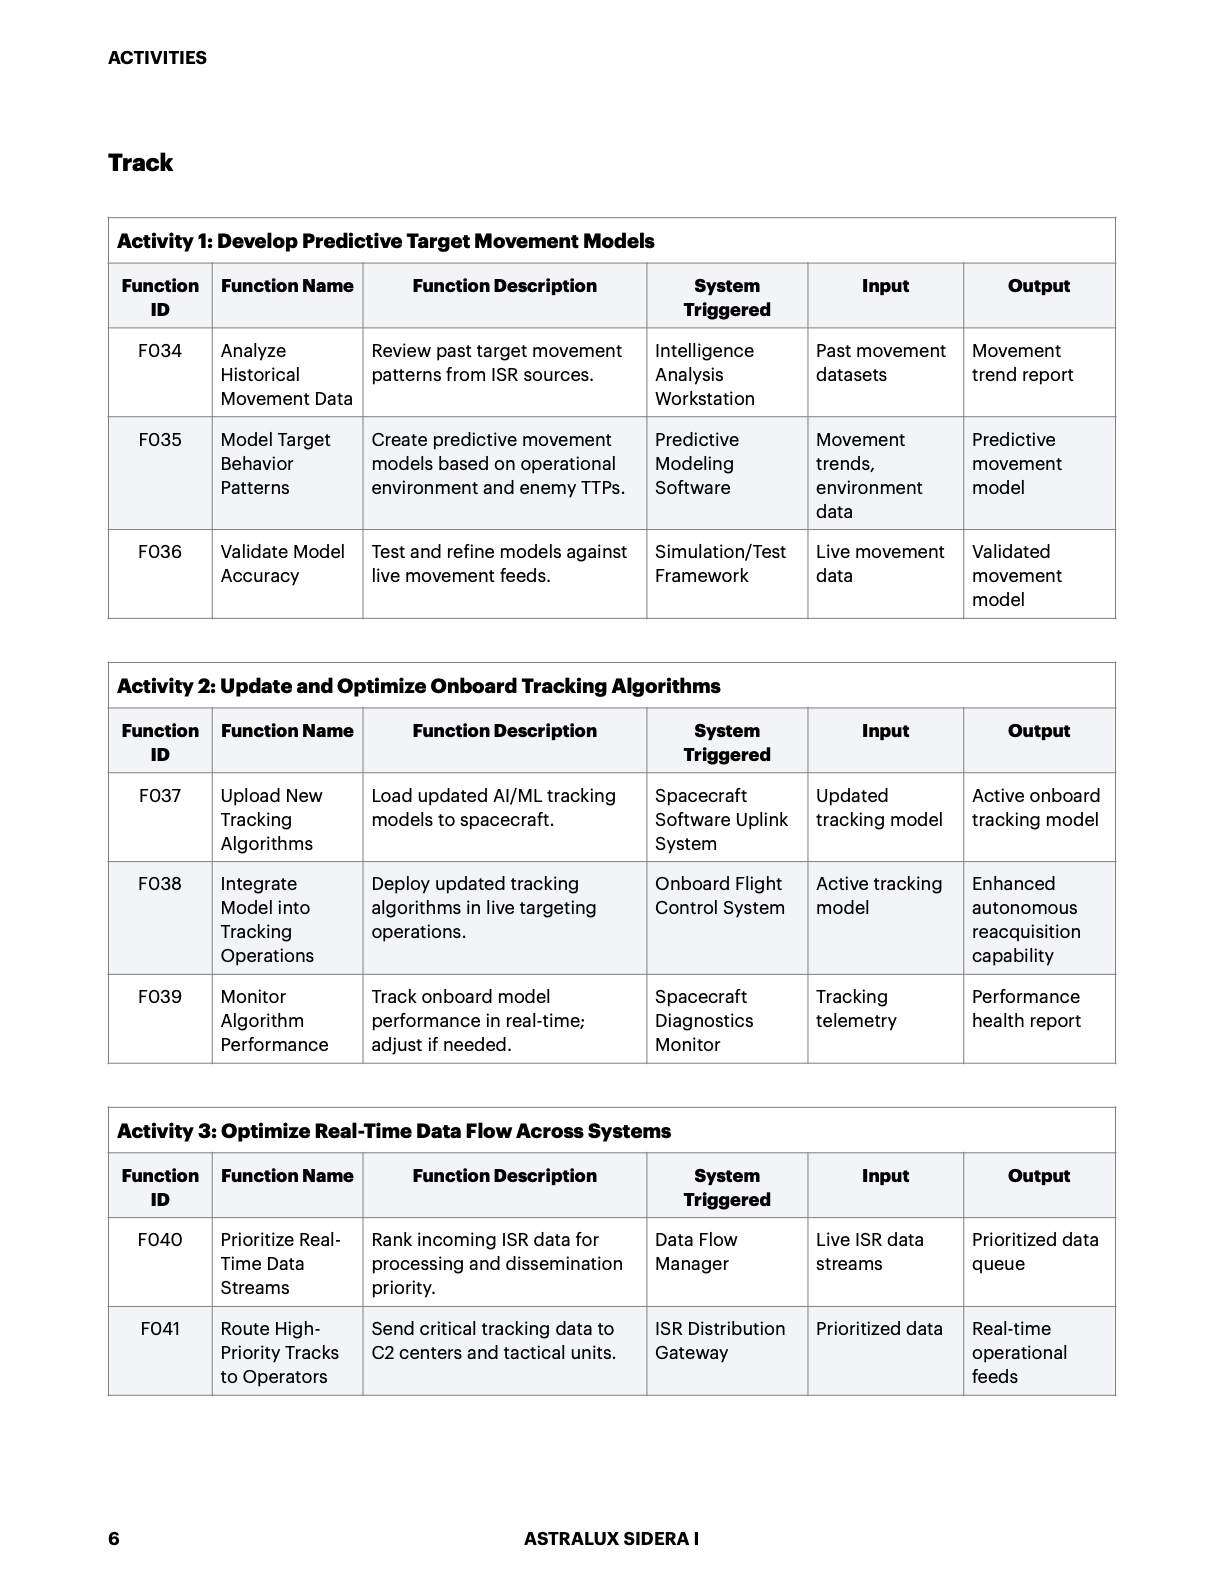 ACTIVITIES
Track
Activity 1: Develop Predictive Target Movement Models
Function ID | Function Name | Function Description | System Triggered | Input | Output
F034 | Analyze Historical Movement Data | Review past target movement patterns from ISR sources. | Intelligence Analysis Workstation | Past movement datasets | Movement trend report
F035 | Model Target Behavior Patterns | Create predictive movement models based on operational environment and enemy TTPs. | Predictive Modeling Software | Movement trends, environment data | Predictive movement model
F036 | Validate Model Accuracy | Test and refine models against live movement feeds. | Simulation/Test Framework | Live movement data | Validated movement model
Activity 2: Update and Optimize Onboard Tracking Algorithms
Function ID | Function Name | Function Description | System Triggered | Input | Output
F037 | Upload New Tracking Algorithms | Load updated AI/ML tracking models to spacecraft. | Spacecraft Software Uplink System | Updated tracking model | Active onboard tracking model
F038 | Integrate Model into Tracking Operations | Deploy updated tracking algorithms in live targeting operations. | Onboard Flight Control System | Active tracking model | Enhanced autonomous reacquisition capability
F039 | Monitor Algorithm Performance | Track onboard model performance in real-time; adjust if needed. | Spacecraft Diagnostics Monitor | Tracking telemetry | Performance health report
Activity 3: Optimize Real-Time Data Flow Across Systems
Function ID | Function Name | Function Description | System Triggered | Input | Output
F040 | Prioritize Real-Time Data Streams | Rank incoming ISR data for processing and dissemination priority. | Data Flow Manager | Live ISR data streams | Prioritized data queue
F041 | Route High-Priority Tracks to Operators | Send critical tracking data to C2 centers and tactical units. | ISR Distribution Gateway | Prioritized data | Real-time operational feeds
6
ASTRALUX SIDERA I